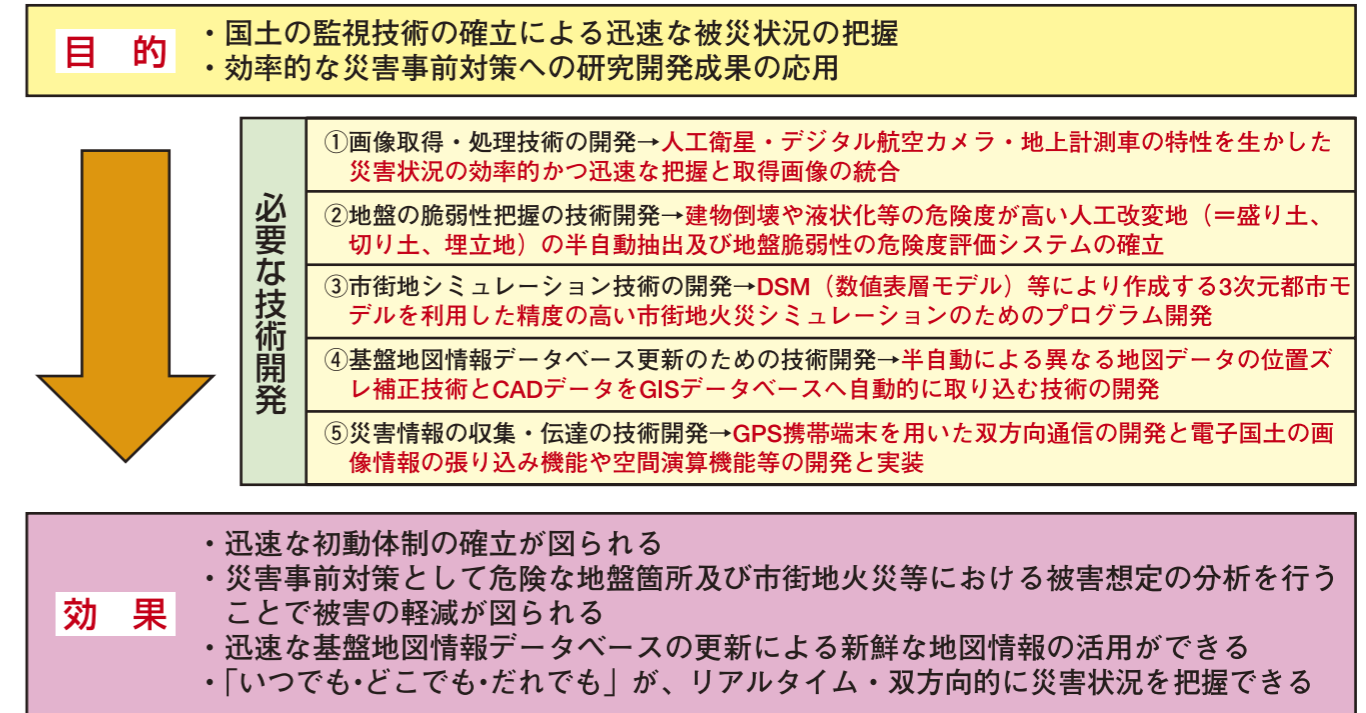 目 的
・国土の監視技術の確立による迅速な被災状況の把握
・効率的な災害事前対策への研究開発成果の応用
必要な技術開発
①画像取得・処理技術の開発→人工衛星・デジタル航空カメラ・地上計測車の特性を生かした
災害状況の効率的かつ迅速な把握と取得画像の統合
②地盤の脆弱性把握の技術開発→建物倒壊や液状化等の危険度が高い人工改変地（＝盛り土、
切り土、埋立地）の半自動抽出及び地盤脆弱性の危険度評価システムの確立
③市街地シミュレーション技術の開発→DSM（数値表層モデル）等により作成する3次元都市モ
デルを利用した精度の高い市街地火災シミュレーションのためのプログラム開発
④基盤地図情報データベース更新のための技術開発→半自動による異なる地図データの位置ズ
レ補正技術とCADデータをGISデータベースへ自動的に取り込む技術の開発
⑤災害情報の収集・伝達の技術開発→GPS携帯端末を用いた双方向通信の開発と電子国土の画
像情報の張り込み機能や空間演算機能等の開発と実装
効 果
・迅速な初動体制の確立が図られる
・災害事前対策として危険な地盤箇所及び市街地火災等における被害想定の分析を行う
ことで被害の軽減が図られる
・迅速な基盤地図情報データベースの更新による新鮮な地図情報の活用ができる
・「いつでも・どこでも・だれでも」が、リアルタイム・双方向的に災害状況を把握できる